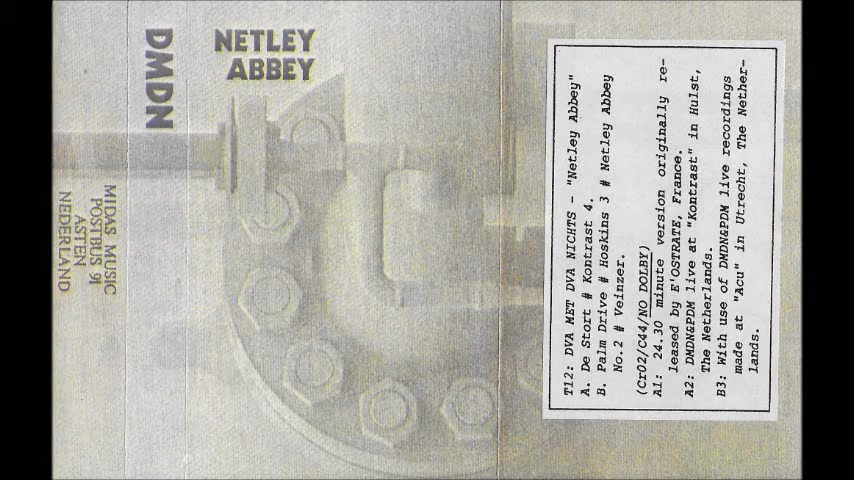 DMDN
NETLEY
ABBEY
MIDAS MUSIC
POSTBUS 91
ASTEN
NEDERLAND
T12: DVA MET DVA NICHTS - "Netley Abbey"
A. De Stort # Kontrast 4.
B. Palm Drive # Hoskins 3 # Netley Abbey
No.2 # Veinzer.
(CrO2/C44/NO DOLBY)
A1: 24.30 minute version originally re-
leased by E'OSTRATE, France.
A2: DMDN&PDM live at "Kontrast" in Hulst,
The Netherlands.
B3: With use of DMDN&PDM live recordings
made at "Acu" in Utrecht, The Nether-
lands.